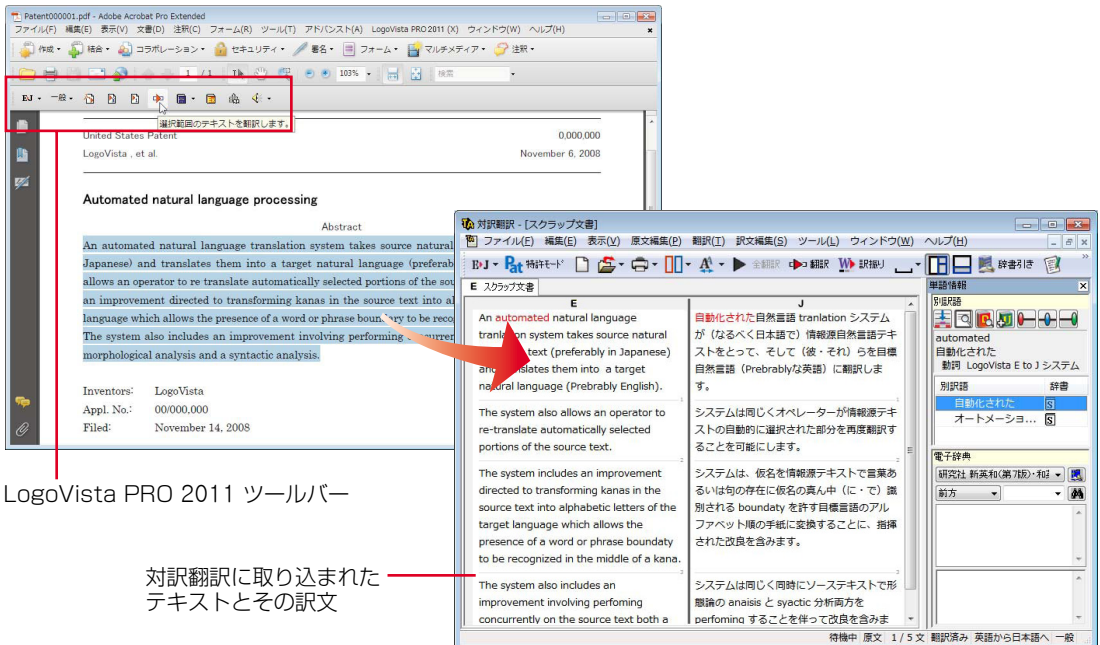 Patent000001.pdf - Adobe Acrobat Pro Extended
ファイル(F) 編集(E) 表示(V) 文書(D) 注釈(C) フォーム(R) ツール(T) アドバンスト(A) LogoVista PRO 2011 (X) ウィンドウ(W) ヘルプ(H)
作成 結合 コラボレーション セキュリティ 署名 フォーム マルチメディア 注釈
1 / 1 103% 検索
EJ 一般
選択範囲のテキストを翻訳します。
United States Patent 0,000,000
LogoVista , et al. November 6, 2008
Automated natural language processing
Abstract
An automated natural language translation system takes source natural
Japanese) and translates them into a target natural language (preferab
allows an operator to re translate automatically selected portions of the sou
an improvement directed to transforming kanas in the source text into al
language which allows the presence of a word or phrase boundary to be reco
The system also includes an improvement involving performing
morphological analysis and a syntactic analysis.
Inventors: LogoVista
Appl. No.: 00/000,000
Filed: November 14, 2008
LogoVista PRO 2011 ツールバー
対訳翻訳に取り込まれた
テキストとその訳文
対訳翻訳 - [スクラップ文書]
ファイル(F) 編集(E) 表示(V) 原文編集(P) 翻訳(T) 訳文編集(S) ツール(L) ウィンドウ(W) ヘルプ(H)
E›J Pat 特許モード A 全翻訳 翻訳 W 訳振り 辞書引き
E スクラップ文書
E
An automated natural language
translation system takes source natural
text (preferably in Japanese)
and translates them into a target
natural language (Prebrably English).
The system also allows an operator to
re-translate automatically selected
portions of the source text.
The system includes an improvement
directed to transforming kanas in the
source text into alphabetic letters of the
target language which allows the
presence of a word or phrase boundaty
to be recognized in the middle of a kana.
The system also includes an
improvement involving perfoming
concurrently on the source text both a
J
自動化された自然言語 tranlation システム
が（なるべく日本語で）情報源自然言語テキ
ストをとって、そして（彼・それ）らを目標
自然言語（Prebrablyな英語）に翻訳しま
す。
1
システムは同じくオペレーターが情報源テキ
ストの自動的に選択された部分を再度翻訳す
ることを可能にします。
2
システムは、仮名を情報源テキストで言葉あ
るいは句の存在に仮名の真ん中（に・で）識
別される boundaty を許す目標言語のアル
ファベット順の手紙に変換することに、指揮
された改良を含みます。
3
システムは同じく同時にソーステキストで形
態論の anaisis と syactic 分析両方を
perfoming することを伴って改良を含みま
単語情報
別訳語
automated
自動化された
動詞 LogoVista E to J システム
別訳語 辞書
自動化された S
オートメーショ... S
電子辞典
研究社 新英和(第7版)・和
前方
待機中 原文 1 / 5 文 翻訳済み 英語から日本語へ 一般